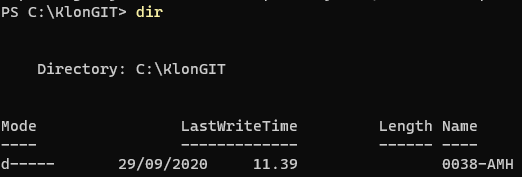 PS C:\KlonGIT> dir
Directory: C:\KlonGIT
Mode LastWriteTime Length Name
---- ------------- ------ ----
d----- 29/09/2020 11.39 0038-AMH